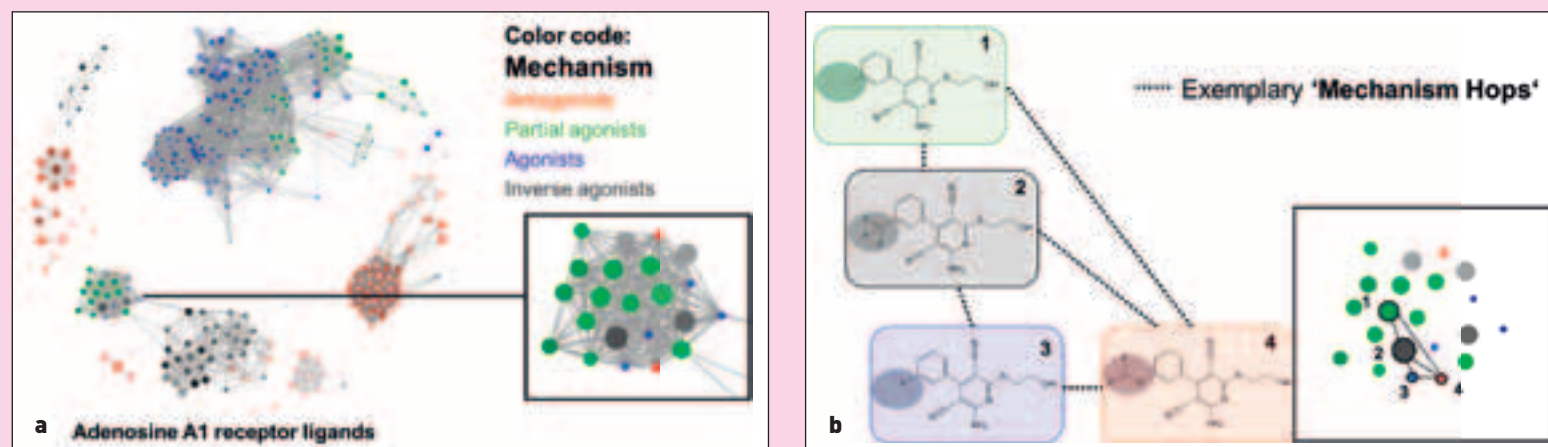 Color code:
Mechanism
Antagonists
Partial agonists
Agonists
Inverse agonists
a
Adenosine A1 receptor ligands
1
Exemplary 'Mechanism Hops'
2
3
4
1
2
3
4
b